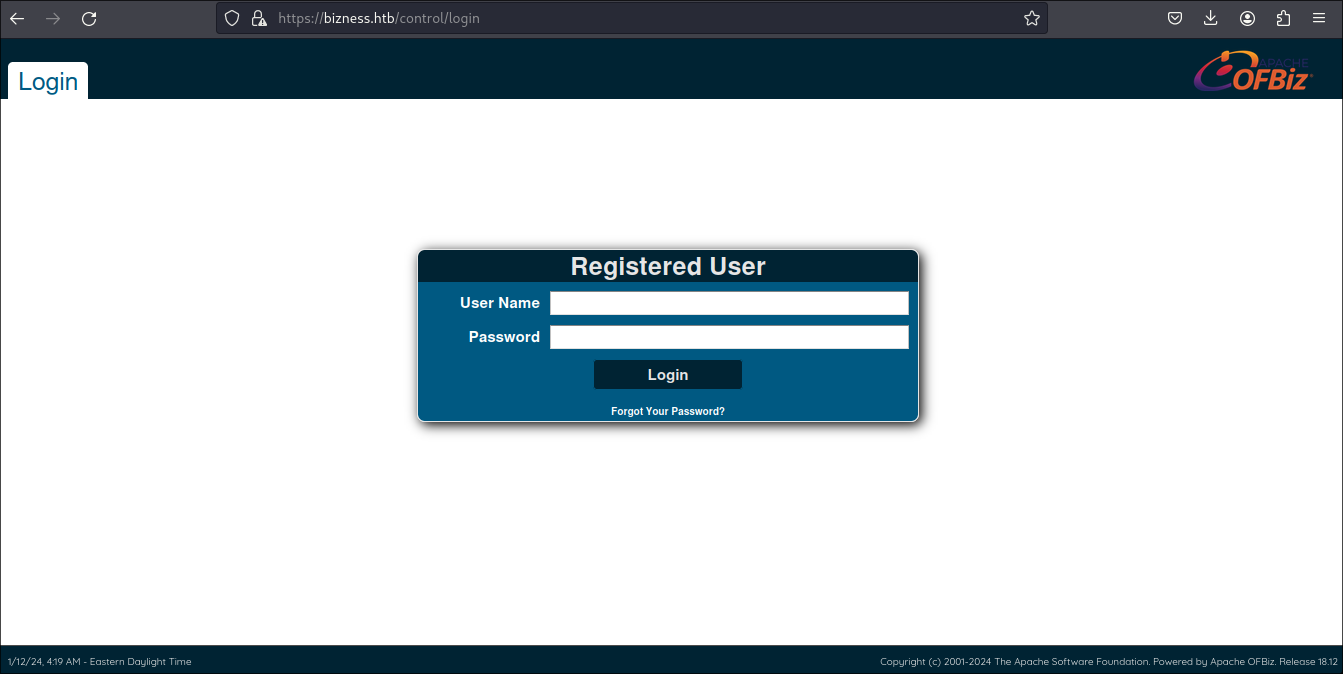 https://bizness.htb/control/login
Login
APACHE
OFBiz
Registered User
User Name
Password
Login
Forgot Your Password?
1/12/24, 4:19 AM - Eastern Daylight Time
Copyright (c) 2001-2024 The Apache Software Foundation. Powered by Apache OFBiz. Release 18.12